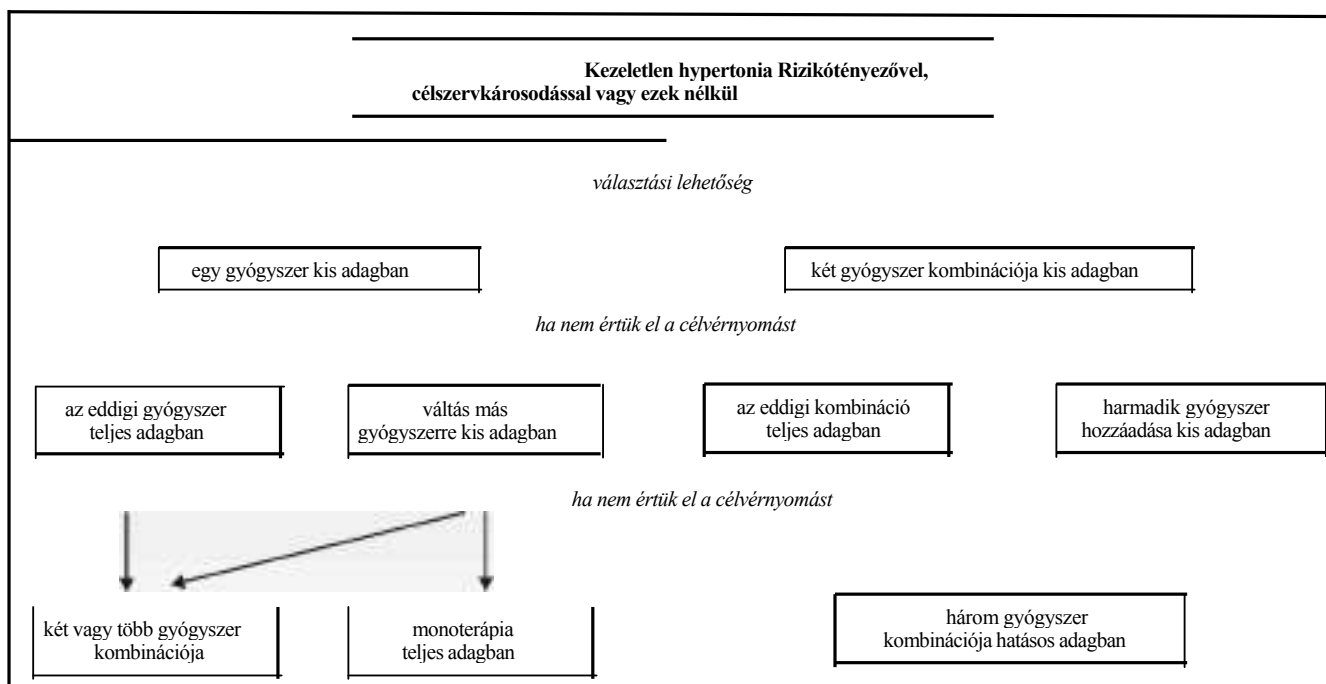 Kezeletlen hypertonia Rizikótényezővel,
célszervkárosodással vagy ezek nélkül
választási lehetőség
egy gyógyszer kis adagban
két gyógyszer kombinációja kis adagban
ha nem értük el a célvérnyomást
az eddigi gyógyszer
teljes adagban
váltás más
gyógyszerre kis adagban
az eddigi kombináció
teljes adagban
harmadik gyógyszer
hozzáadása kis adagban
ha nem értük el a célvérnyomást
két vagy több gyógyszer
kombinációja
monoterápia
teljes adagban
három gyógyszer
kombinációja hatásos adagban